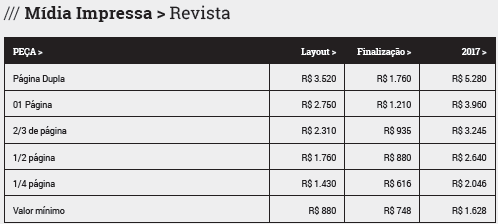 /// Mídia Impressa > Revista
PEÇA > Layout > Finalização > 2017 >
Página Dupla R$ 3.520 R$ 1.760 R$ 5.280
01 Página R$ 2.750 R$ 1.210 R$ 3.960
2/3 de página R$ 2.310 R$ 935 R$ 3.245
1/2 página R$ 1.760 R$ 880 R$ 2.640
1/4 página R$ 1.430 R$ 616 R$ 2.046
Valor mínimo R$ 880 R$ 748 R$ 1.628